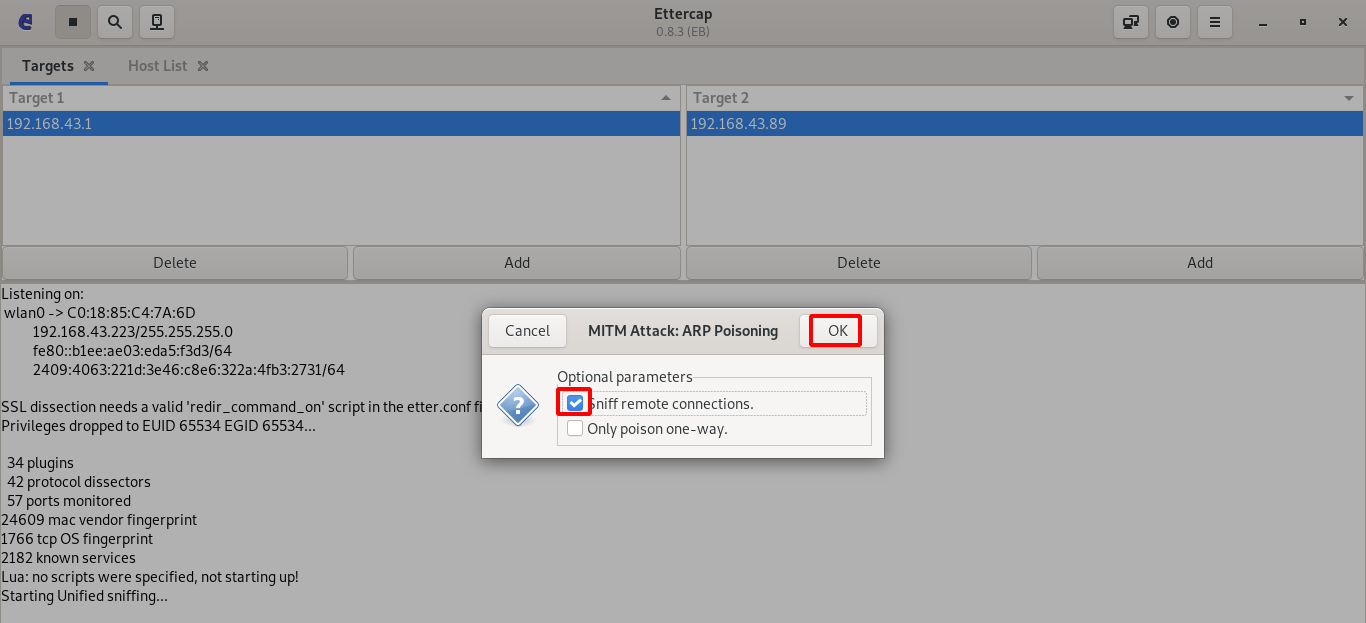 Ettercap
0.8.3 (EB)
Targets
Host List
Target 1
Target 2
192.168.43.1
192.168.43.89
Delete
Add
Delete
Add
Listening on:
wlan0 -> C0:18:85:C4:7A:6D
192.168.43.223/255.255.255.0
fe80::b1ee:ae03:eda5:f3d3/64
2409:4063:221d:3e46:c8e6:322a:4fb3:2731/64
SSL dissection needs a valid 'redir_command_on' script in the etter.conf fi
Privileges dropped to EUID 65534 EGID 65534...
34 plugins
42 protocol dissectors
57 ports monitored
24609 mac vendor fingerprint
1766 tcp OS fingerprint
2182 known services
Lua: no scripts were specified, not starting up!
Starting Unified sniffing...
Cancel
MITM Attack: ARP Poisoning
OK
Optional parameters
Sniff remote connections.
Only poison one-way.